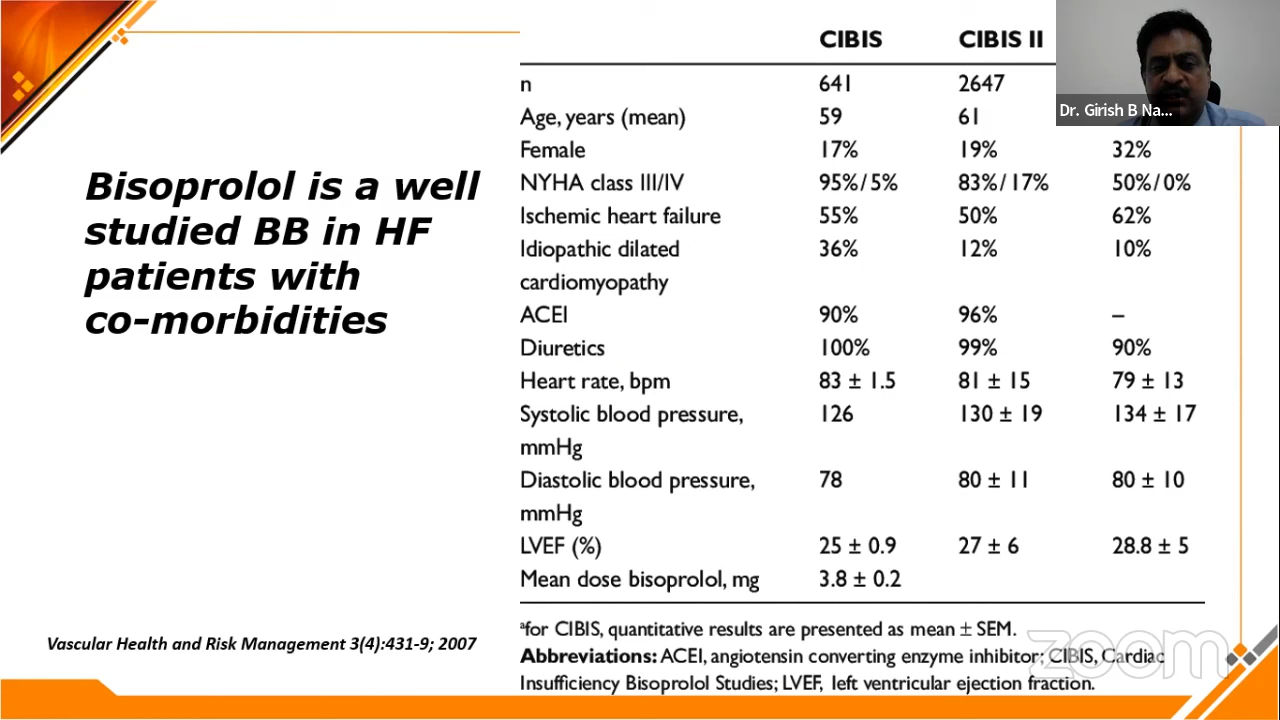 Bisoprolol is a well
studied BB in HF
patients with
co-morbidities
Vascular Health and Risk Management 3(4):431-9; 2007
CIBIS CIBIS II
n 641 2647
Age, years (mean) 59 61
Female 17% 19% 32%
NYHA class III/IV 95%/5% 83%/17% 50%/0%
Ischemic heart failure 55% 50% 62%
Idiopathic dilated 36% 12% 10%
cardiomyopathy
ACEI 90% 96% –
Diuretics 100% 99% 90%
Heart rate, bpm 83 ± 1.5 81 ± 15 79 ± 13
Systolic blood pressure, 126 130 ± 19 134 ± 17
mmHg
Diastolic blood pressure, 78 80 ± 11 80 ± 10
mmHg
LVEF (%) 25 ± 0.9 27 ± 6 28.8 ± 5
Mean dose bisoprolol, mg 3.8 ± 0.2
ᵃfor CIBIS, quantitative results are presented as mean ± SEM.
Abbreviations: ACEI, angiotensin converting enzyme inhibitor; CIBIS, Cardiac
Insufficiency Bisoprolol Studies; LVEF, left ventricular ejection fraction.
Dr. Girish B Na...
zoom